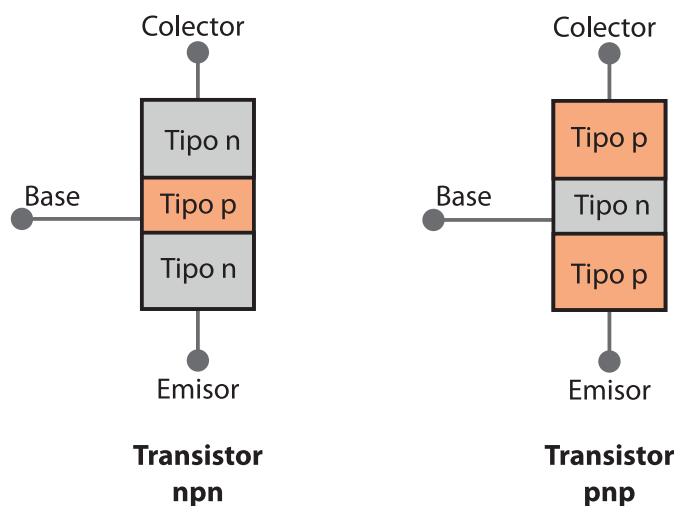 Colector
Tipo n
Base
Tipo p
Tipo n
Emisor
Transistor
npn
Colector
Tipo p
Base
Tipo n
Tipo p
Emisor
Transistor
pnp